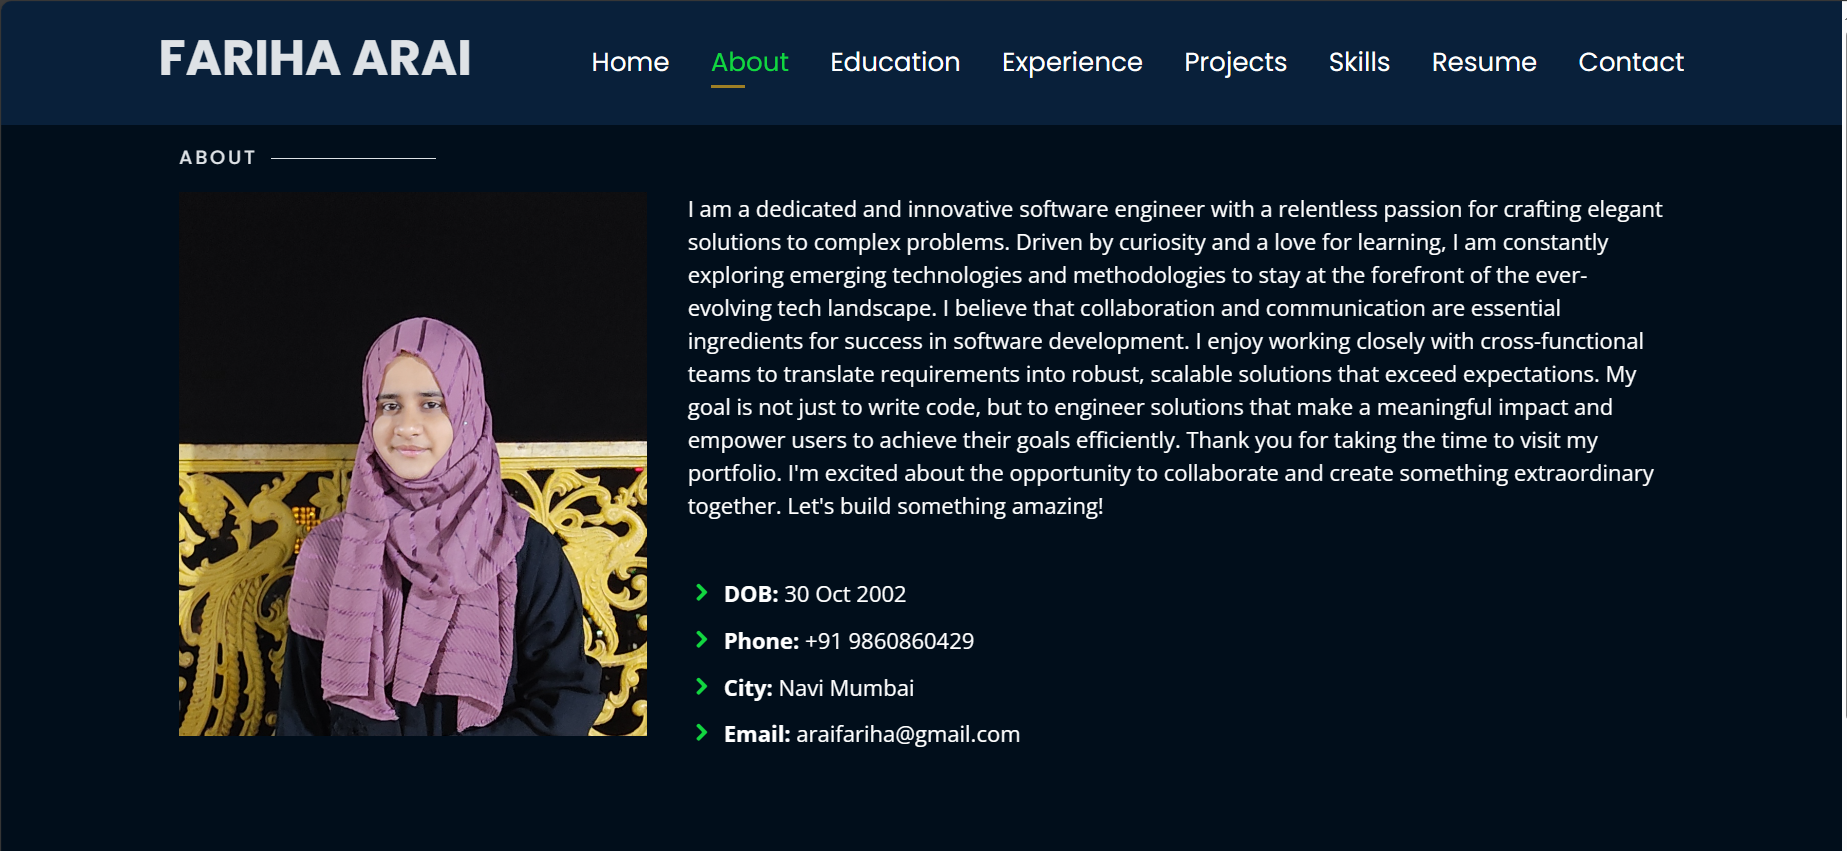 FARIHA ARAI
Home About Education Experience Projects Skills Resume Contact
ABOUT
I am a dedicated and innovative software engineer with a relentless passion for crafting elegant
solutions to complex problems. Driven by curiosity and a love for learning, I am constantly
exploring emerging technologies and methodologies to stay at the forefront of the ever-
evolving tech landscape. I believe that collaboration and communication are essential
ingredients for success in software development. I enjoy working closely with cross-functional
teams to translate requirements into robust, scalable solutions that exceed expectations. My
goal is not just to write code, but to engineer solutions that make a meaningful impact and
empower users to achieve their goals efficiently. Thank you for taking the time to visit my
portfolio. I'm excited about the opportunity to collaborate and create something extraordinary
together. Let's build something amazing!
DOB: 30 Oct 2002
Phone: +91 9860860429
City: Navi Mumbai
Email: araifariha@gmail.com